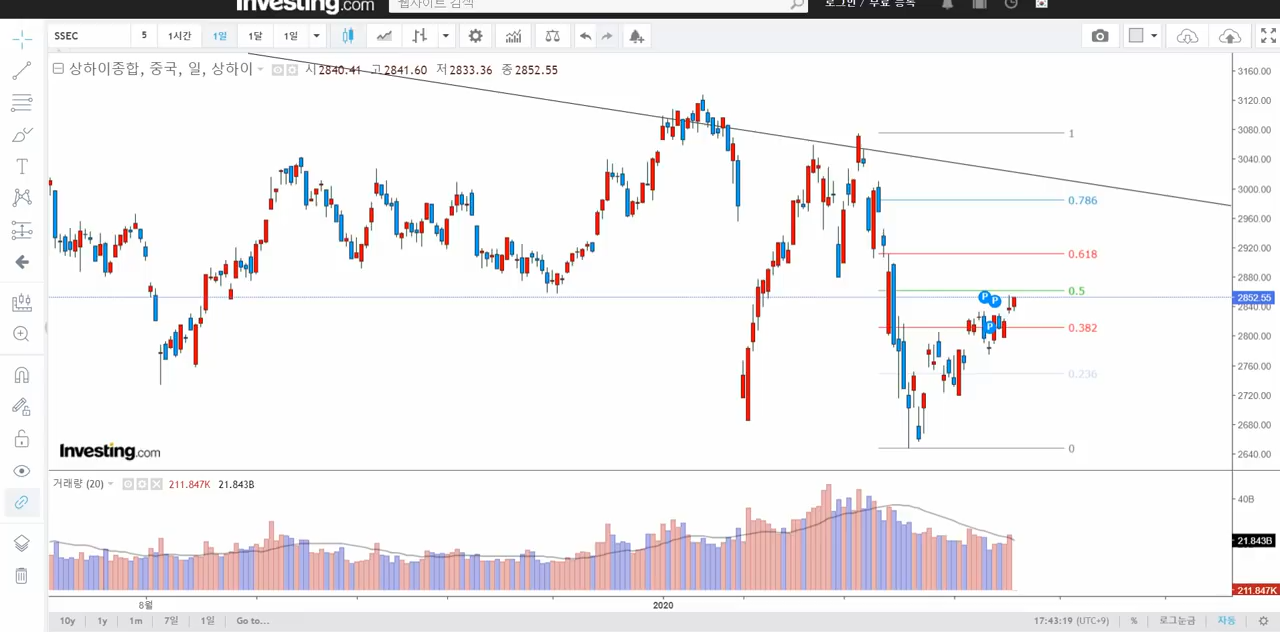 Investing.com
웹사이트 검색
로그인 / 무료 등록
SSEC 5 1시간 1일 1달 1일
상하이종합, 중국, 일, 상하이 시2840.41 고2841.60 저2833.36 종2852.55
3160.00
3120.00
3080.00
3040.00
3000.00
2960.00
2920.00
2880.00
2852.55
2840.00
2800.00
2760.00
2720.00
2680.00
2640.00
1
0.786
0.618
0.5
0.382
0.236
0
P P
P
Investing.com
거래량 (20) 211.847K 21.843B
40B
21.843B
211.847K
8월 2020
10y 1y 1m 7일 1일 Go to... 17:43:19 (UTC+9) % 로그눈금 자동